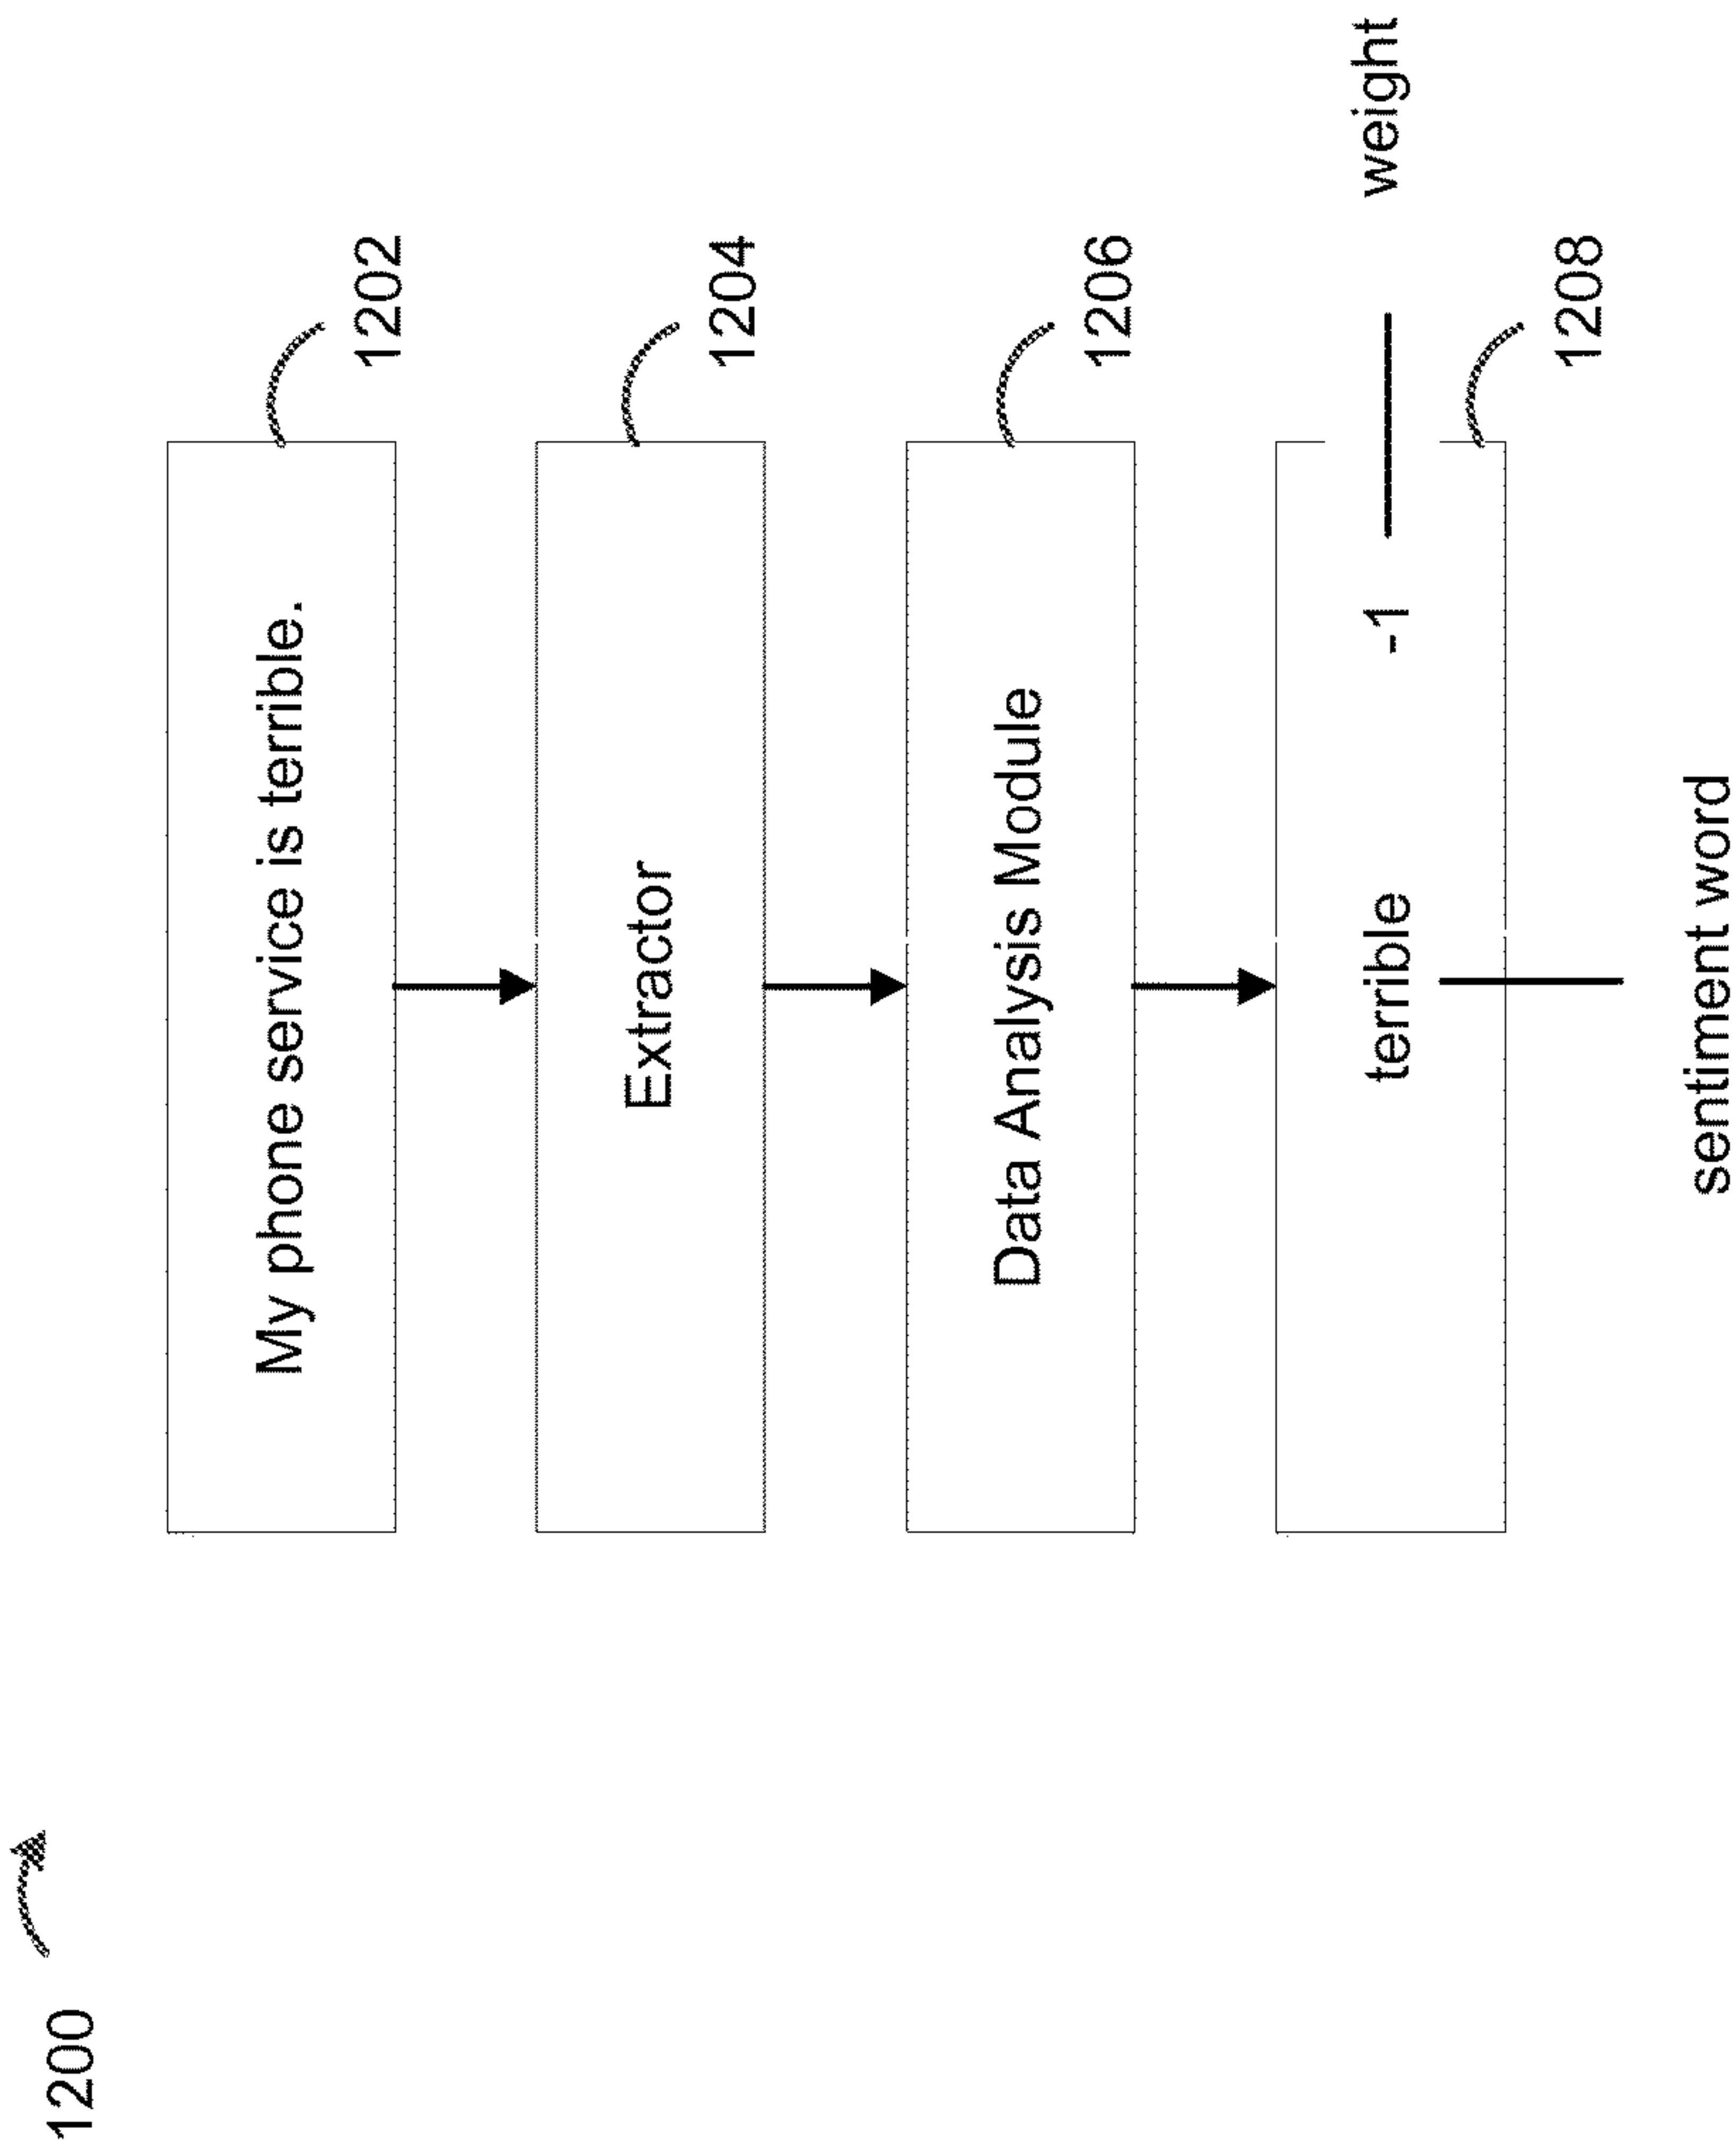 1200
My phone service is terrible.
1202
Extractor
1204
Data Analysis Module
1206
terrible -1 weight
1208
sentiment word